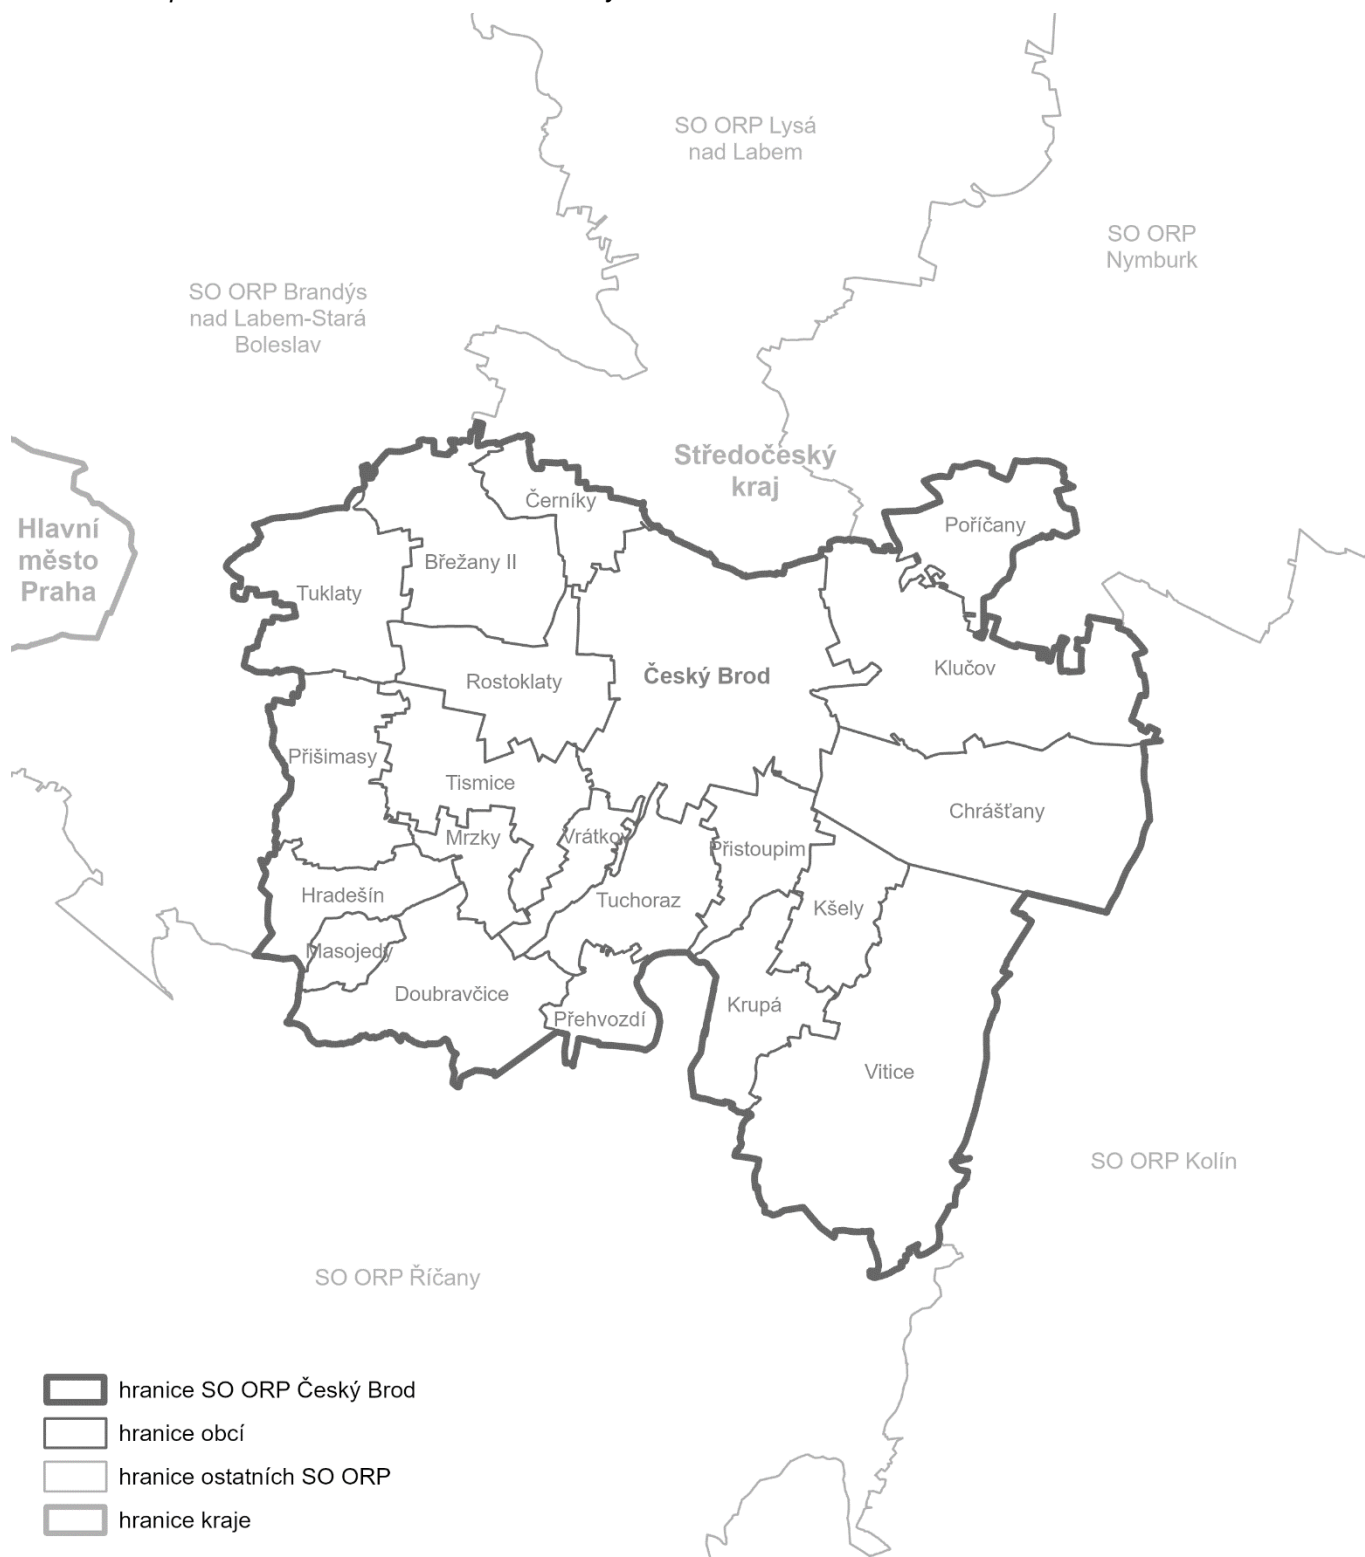 SO ORP Lysá
nad Labem
SO ORP
Nymburk
SO ORP Brandýs
nad Labem-Stará
Boleslav
Středočeský
kraj
Hlavní
město
Praha
Černíky
Poříčany
Břežany II
Tuklaty
Klučov
Český Brod
Rostoklaty
Přišimasy
Tismice
Chrášťany
Mrzky
Vrátkov
Přistoupim
Hradešín
Tuchoraz
Kšely
Masojedy
Doubravčice
Krupá
Přehvozdí
Vitice
SO ORP Kolín
SO ORP Říčany
hranice SO ORP Český Brod
hranice obcí
hranice ostatních SO ORP
hranice kraje